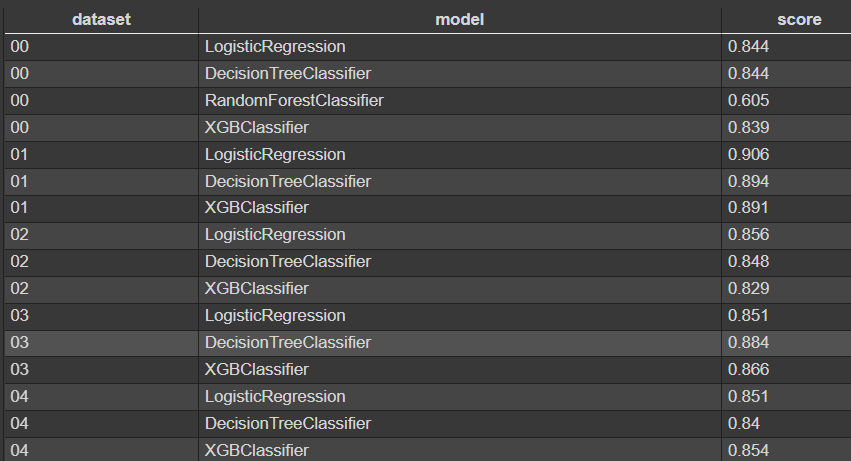 dataset model score
00 LogisticRegression 0.844
00 DecisionTreeClassifier 0.844
00 RandomForestClassifier 0.605
00 XGBClassifier 0.839
01 LogisticRegression 0.906
01 DecisionTreeClassifier 0.894
01 XGBClassifier 0.891
02 LogisticRegression 0.856
02 DecisionTreeClassifier 0.848
02 XGBClassifier 0.829
03 LogisticRegression 0.851
03 DecisionTreeClassifier 0.884
03 XGBClassifier 0.866
04 LogisticRegression 0.851
04 DecisionTreeClassifier 0.84
04 XGBClassifier 0.854